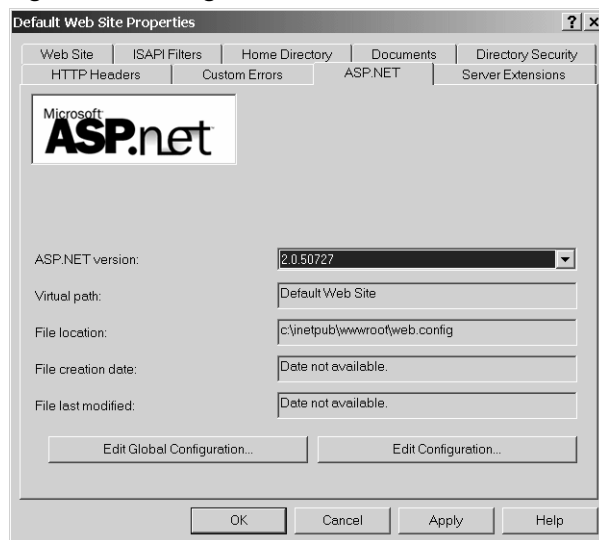 Default Web Site Properties
Web Site ISAPI Filters Home Directory Documents Directory Security
HTTP Headers Custom Errors ASP.NET Server Extensions
Microsoft
ASP.net
ASP.NET version: 2.0.50727
Virtual path: Default Web Site
File location: c:\inetpub\wwwroot\web.config
File creation date: Date not available.
File last modified: Date not available.
Edit Global Configuration... Edit Configuration...
OK Cancel Apply Help